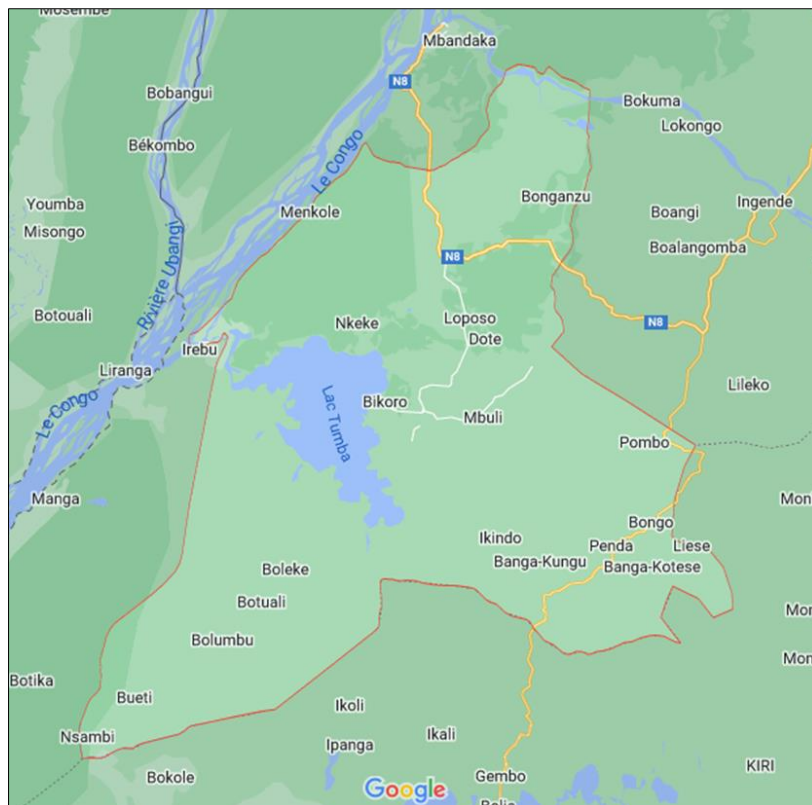 Mosembe
Mbandaka
N8
Bobangui
Bokuma
Lokongo
Békombo
Le Congo
Youmba
Menkole
Bonganzu
Boangi
Ingende
Misongo
Rivière Ubangi
Boalangomba
N8
Botouali
Nkeke
Loposo
N8
Dote
Irebu
Liranga
Lileko
Le Congo
Lac Tumba
Bikoro
Mbuli
Pombo
Manga
Mon
Bongo
Ikindo
Penda
Liese
Banga-Kungu
Banga-Kotese
Boleke
Botuali
Mon
Bolumbu
Mon
Botika
Bueti
Ikoli
Nsambi
Ikali
Ipanga
KIRI
Bokole
Gembo
Google